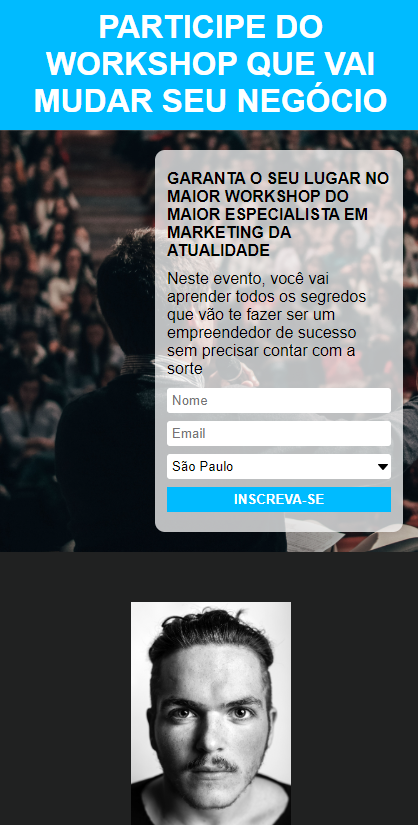 PARTICIPE DO
WORKSHOP QUE VAI
MUDAR SEU NEGÓCIO
GARANTA O SEU LUGAR NO
MAIOR WORKSHOP DO
MAIOR ESPECIALISTA EM
MARKETING DA
ATUALIDADE
Neste evento, você vai
aprender todos os segredos
que vão te fazer ser um
empreendedor de sucesso
sem precisar contar com a
sorte
Nome
Email
São Paulo
INSCREVA-SE